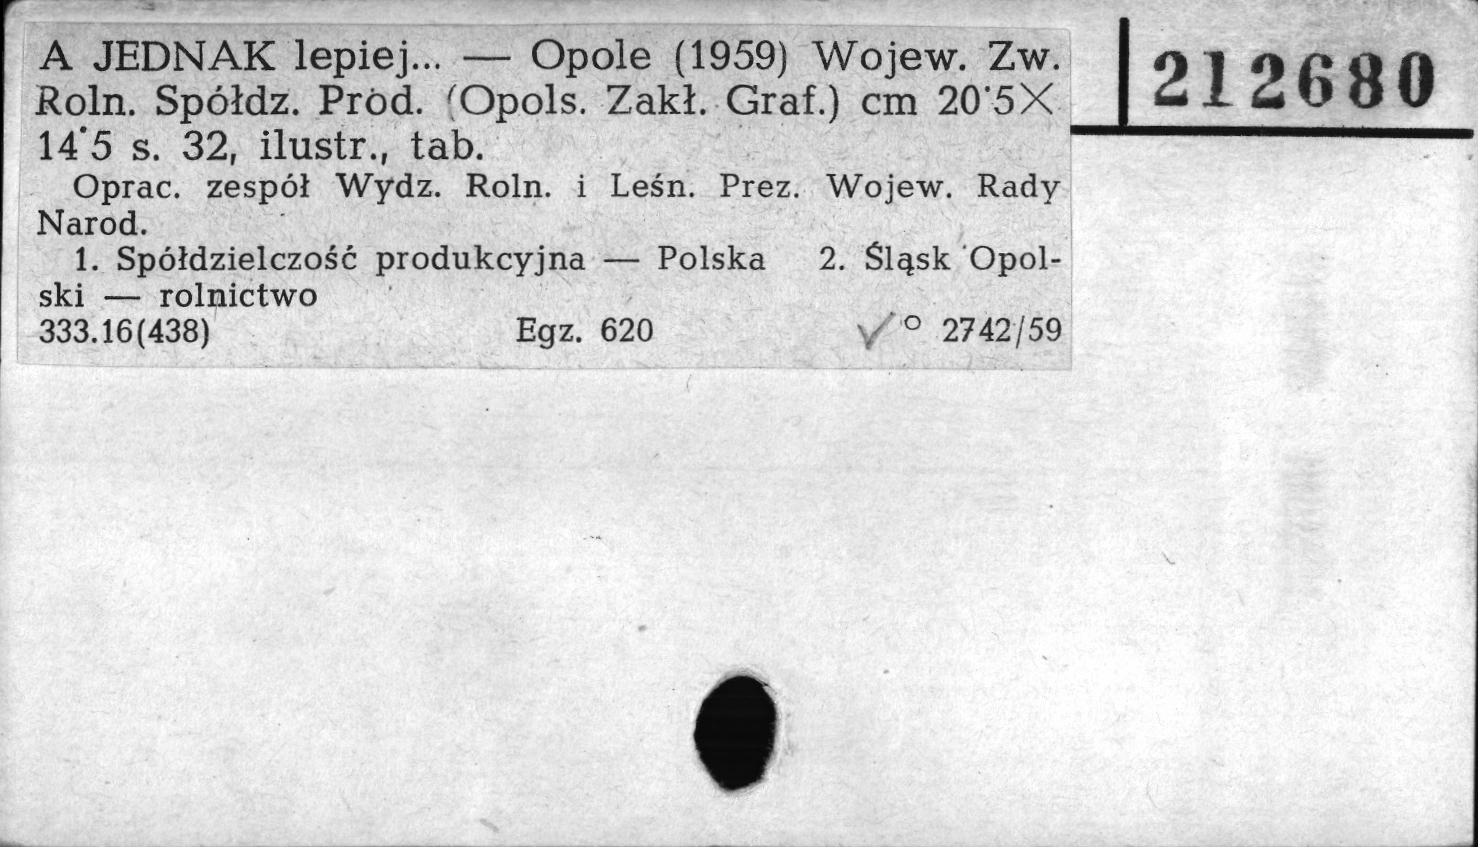 A JEDNAK lepiej... — Opole (1959) Wojew. Zw.
Roln. Spółdz. Prod. (Opols. Zakł. Graf.) cm 20˙5×
14˙5 s. 32, ilustr., tab.
Oprac. zespół Wydz. Roln. i Leśn. Prez. Wojew. Rady
Narod.
1. Spółdzielczość produkcyjna — Polska 2. Śląsk Opol-
ski — rolnictwo
333.16(438) Egz. 620 ✓ ° 2742/59
212680